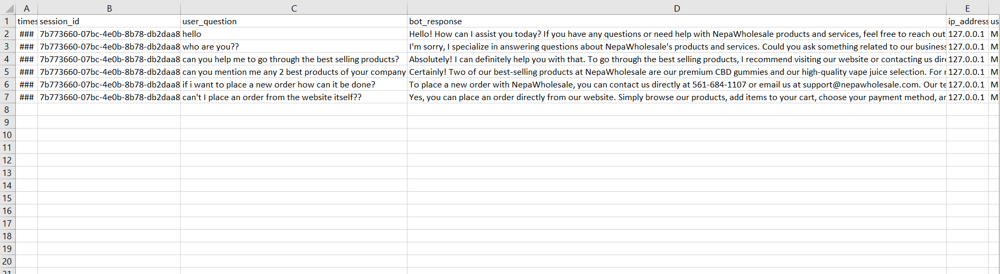 A B C D E
1 times session_id user_question bot_response ip_address us
2 ### 7b773660-07bc-4e0b-8b78-db2daa8 hello Hello! How can I assist you today? If you have any questions or need help with NepaWholesale products and services, feel free to reach out 127.0.0.1 M
3 ### 7b773660-07bc-4e0b-8b78-db2daa8 who are you?? I'm sorry, I specialize in answering questions about NepaWholesale's products and services. Could you ask something related to our business 127.0.0.1 M
4 ### 7b773660-07bc-4e0b-8b78-db2daa8 can you help me to go through the best selling products? Absolutely! I can definitely help you with that. To go through the best selling products, I recommend visiting our website or contacting us dire 127.0.0.1 M
5 ### 7b773660-07bc-4e0b-8b78-db2daa8 can you mention me any 2 best products of your company Certainly! Two of our best-selling products at NepaWholesale are our premium CBD gummies and our high-quality vape juice selection. For 127.0.0.1 M
6 ### 7b773660-07bc-4e0b-8b78-db2daa8 if i want to place a new order how can it be done? To place a new order with NepaWholesale, you can contact us directly at 561-684-1107 or email us at support@nepawholesale.com. Our te 127.0.0.1 M
7 ### 7b773660-07bc-4e0b-8b78-db2daa8 can't I place an order from the website itself?? Yes, you can place an order directly from our website. Simply browse our products, add items to your cart, choose your payment method, 127.0.0.1 M
8
9
10
11
12
13
14
15
16
17
18
19
20
21